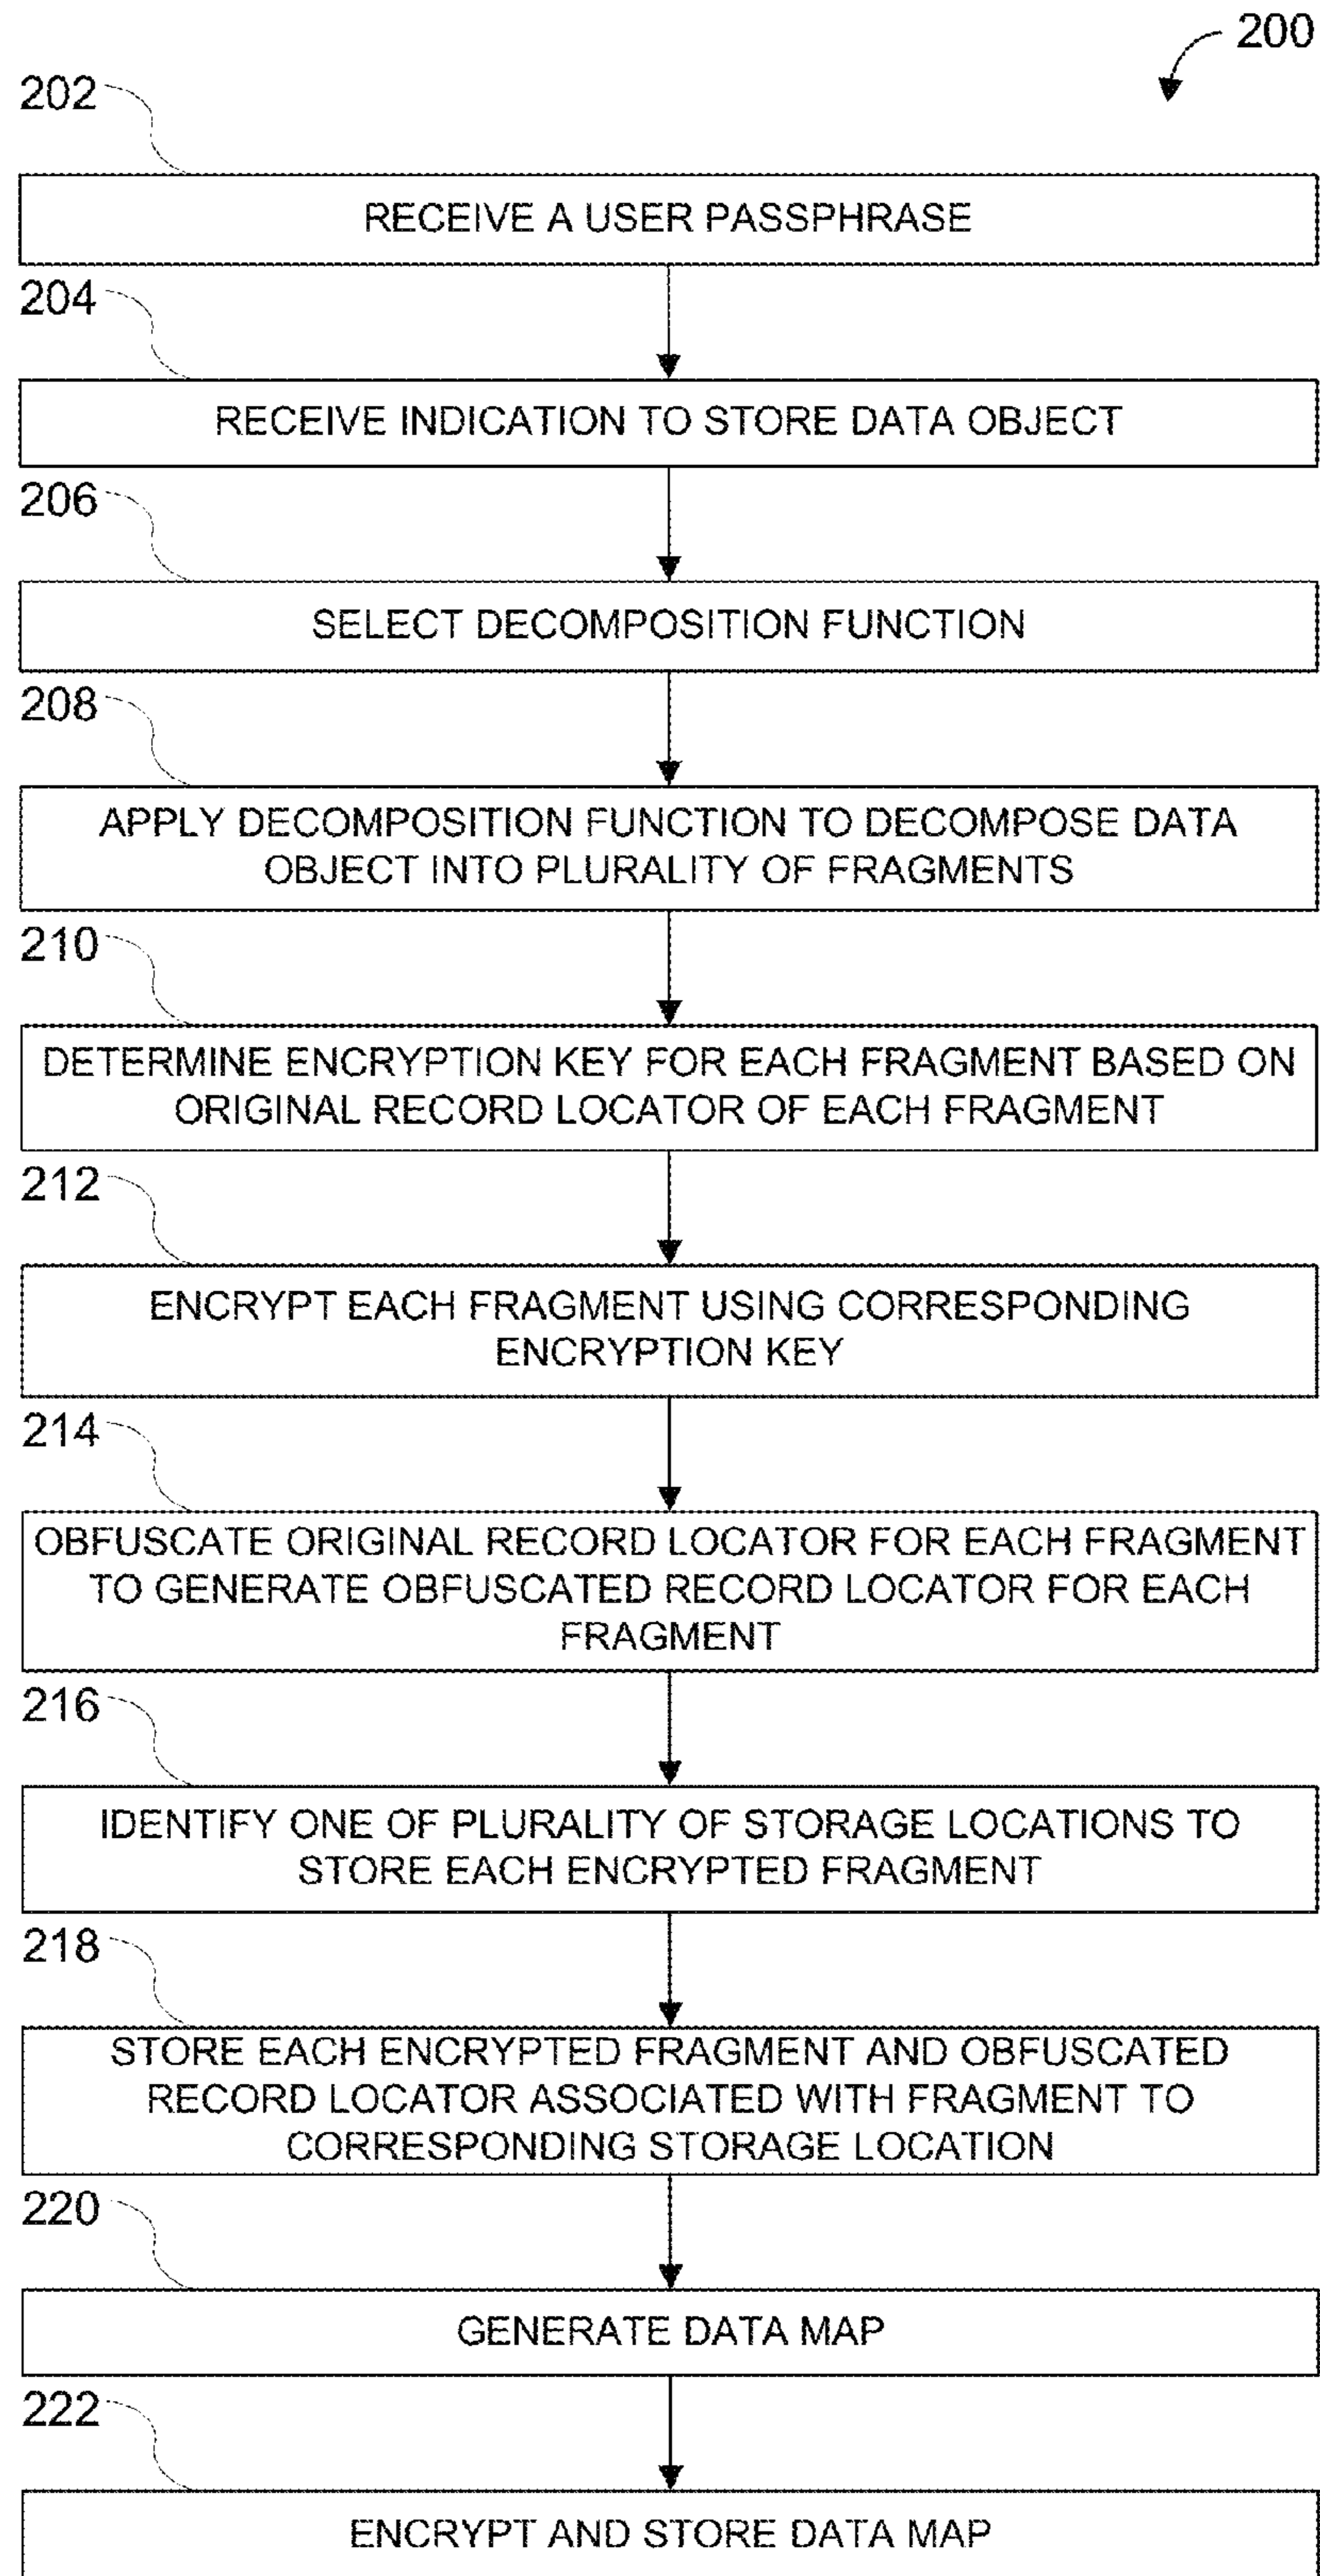 200
202
RECEIVE A USER PASSPHRASE
204
RECEIVE INDICATION TO STORE DATA OBJECT
206
SELECT DECOMPOSITION FUNCTION
208
APPLY DECOMPOSITION FUNCTION TO DECOMPOSE DATA
OBJECT INTO PLURALITY OF FRAGMENTS
210
DETERMINE ENCRYPTION KEY FOR EACH FRAGMENT BASED ON
ORIGINAL RECORD LOCATOR OF EACH FRAGMENT
212
ENCRYPT EACH FRAGMENT USING CORRESPONDING
ENCRYPTION KEY
214
OBFUSCATE ORIGINAL RECORD LOCATOR FOR EACH FRAGMENT
TO GENERATE OBFUSCATED RECORD LOCATOR FOR EACH
FRAGMENT
216
IDENTIFY ONE OF PLURALITY OF STORAGE LOCATIONS TO
STORE EACH ENCRYPTED FRAGMENT
218
STORE EACH ENCRYPTED FRAGMENT AND OBFUSCATED
RECORD LOCATOR ASSOCIATED WITH FRAGMENT TO
CORRESPONDING STORAGE LOCATION
220
GENERATE DATA MAP
222
ENCRYPT AND STORE DATA MAP